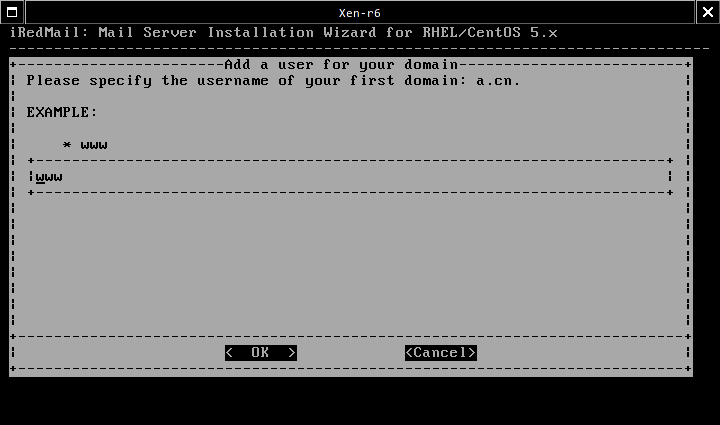 Xen-r6
iRedMail: Mail Server Installation Wizard for RHEL/CentOS 5.x
Add a user for your domain
Please specify the username of your first domain: a.cn.
EXAMPLE:
* www
www
< OK > <Cancel>